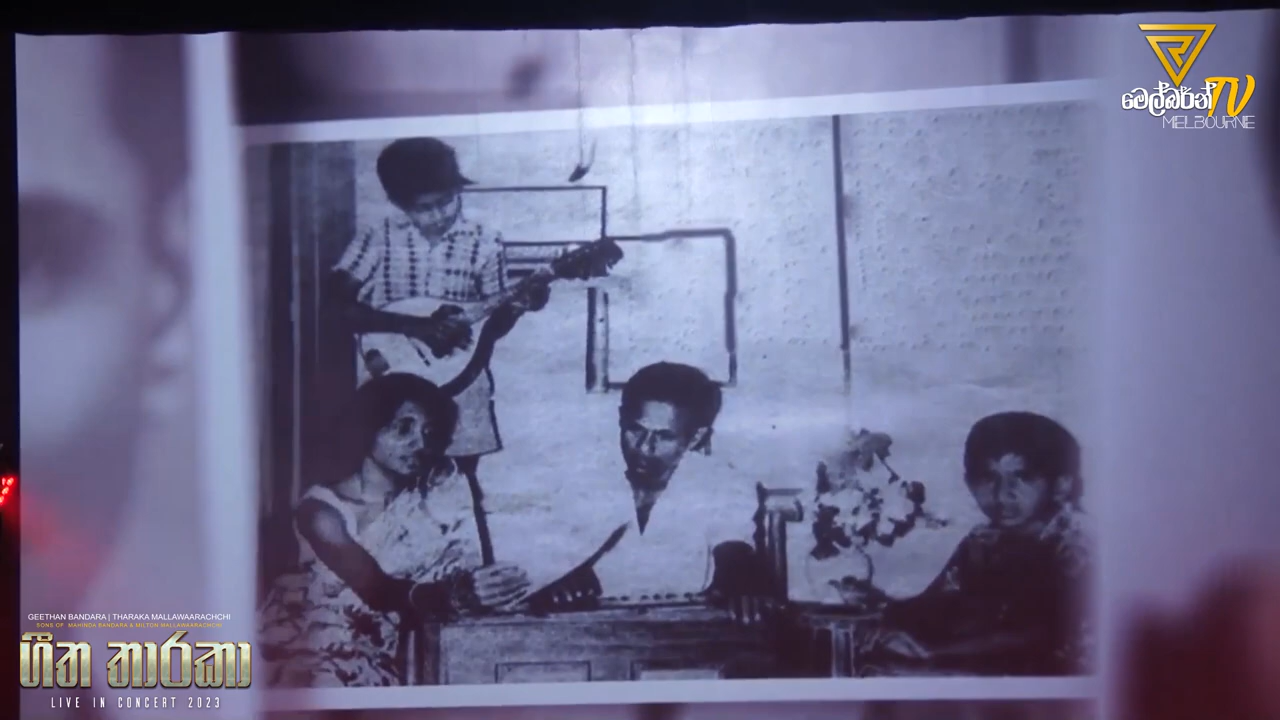 මෙල්බර්න් TV
MELBOURNE
GEETHAN BANDARA | THARAKA MALLAWAARACHCHI
SONS OF MAHINDA BANDARA & MILTON MALLAWAARACHCHI
ගීත තාරකා
LIVE IN CONCERT 2023